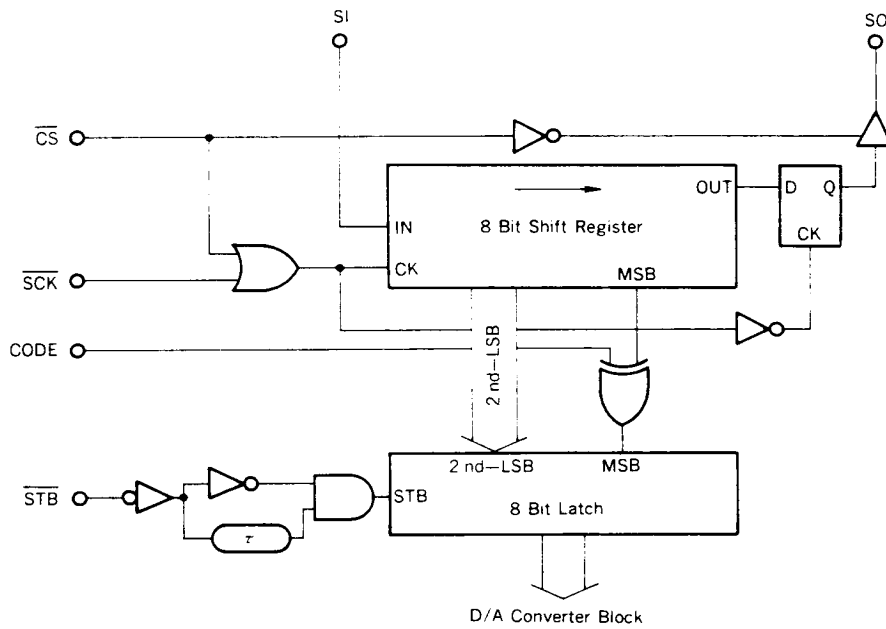 SI
SO
CS
OUT
D
Q
IN
8 Bit Shift Register
CK
SCK
CK
MSB
CODE
2 nd-LSB
2 nd-LSB
MSB
STB
STB
8 Bit Latch
τ
D/A Converter Block